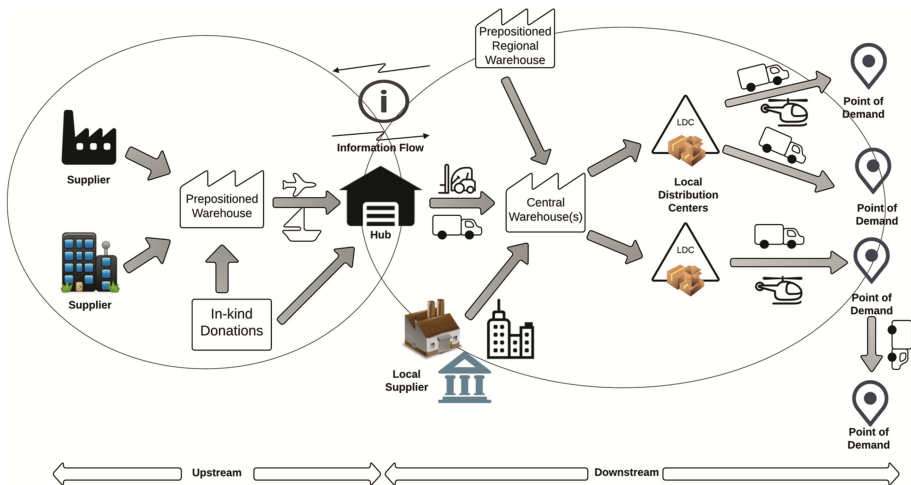 Prepositioned
Regional
Warehouse
i
Information Flow
Supplier
Prepositioned
Warehouse
Hub
Central
Warehouse(s)
LDC
Local
Distribution
Centers
LDC
Point of
Demand
Point of
Demand
Point of
Demand
Point of
Demand
Supplier
In-kind
Donations
Local
Supplier
Upstream
Downstream